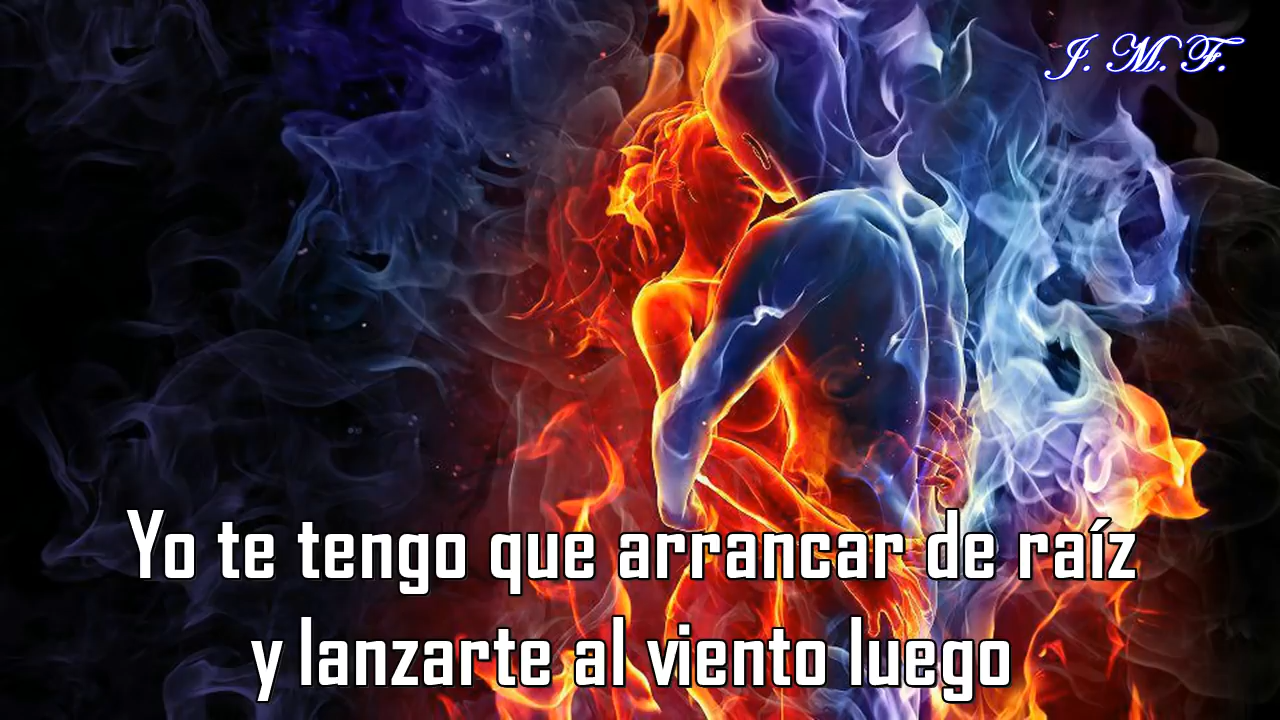 J. M. F.
Yo te tengo que arrancar de raíz
y lanzarte al viento luego